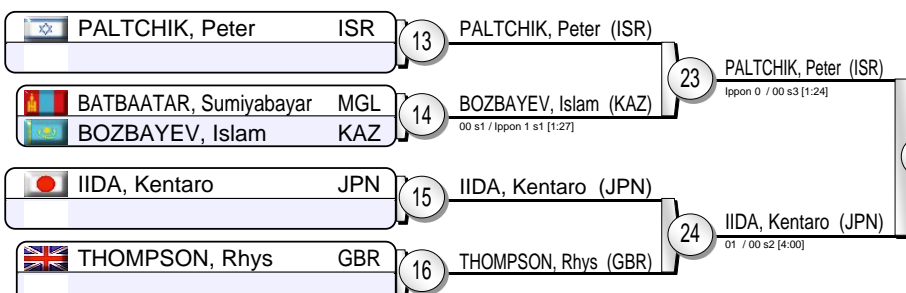 PALTCHIK, Peter ISR
13
PALTCHIK, Peter (ISR)
BATBAATAR, Sumiyabayar MGL
BOZBAYEV, Islam KAZ
14
BOZBAYEV, Islam (KAZ)
00 s1 / Ippon 1 s1 [1:27]
23
PALTCHIK, Peter (ISR)
Ippon 0 / 00 s3 [1:24]
IIDA, Kentaro JPN
15
IIDA, Kentaro (JPN)
THOMPSON, Rhys GBR
16
THOMPSON, Rhys (GBR)
24
IIDA, Kentaro (JPN)
01 / 00 s2 [4:00]